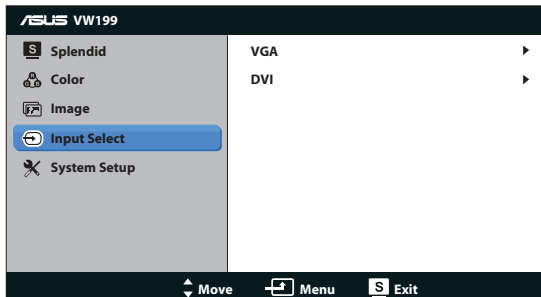 ASUS VW199
S Splendid
Color
Image
Input Select
System Setup
VGA
DVI
Move Menu S Exit